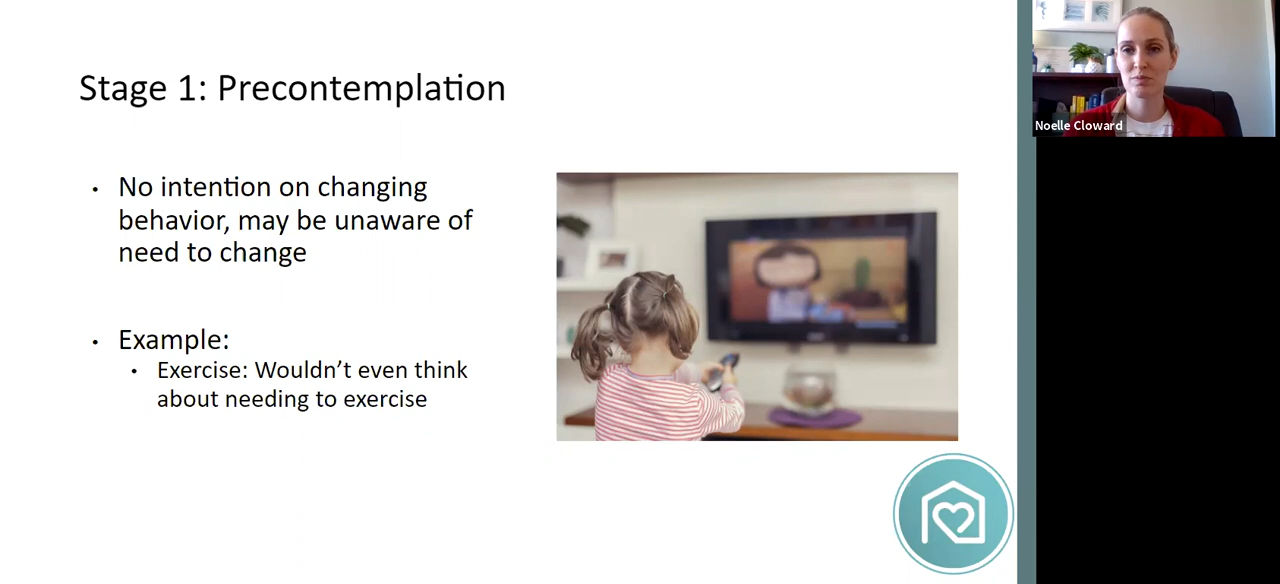 Stage 1: Precontemplation
• No intention on changing
behavior, may be unaware of
need to change
• Example:
• Exercise: Wouldn’t even think
about needing to exercise
Noelle Cloward